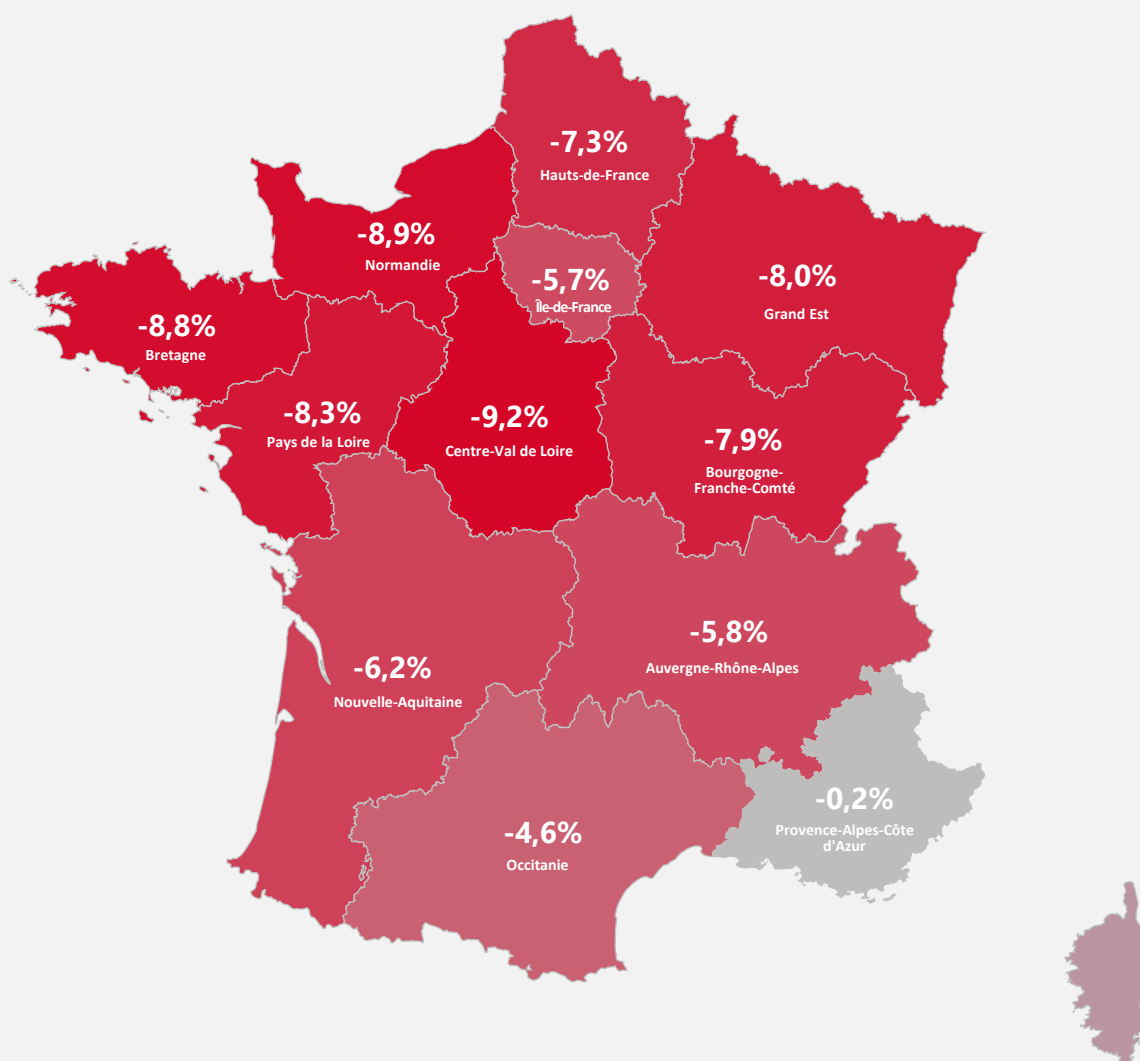 -7,3%
Hauts-de-France
-8,9%
Normandie
-5,7%
Île-de-France
-8,0%
Grand Est
-8,8%
Bretagne
-8,3%
Pays de la Loire
-9,2%
Centre-Val de Loire
-7,9%
Bourgogne-
Franche-Comté
-5,8%
Auvergne-Rhône-Alpes
-6,2%
Nouvelle-Aquitaine
-0,2%
Provence-Alpes-Côte
d'Azur
-4,6%
Occitanie